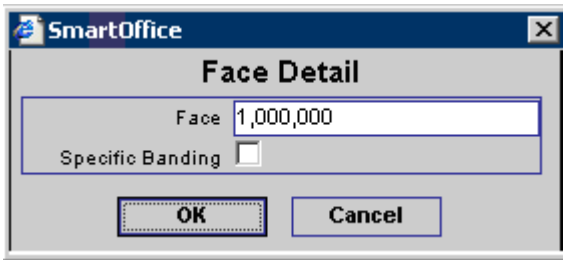 SmartOffice
Face Detail
Face 1,000,000
Specific Banding
OK Cancel